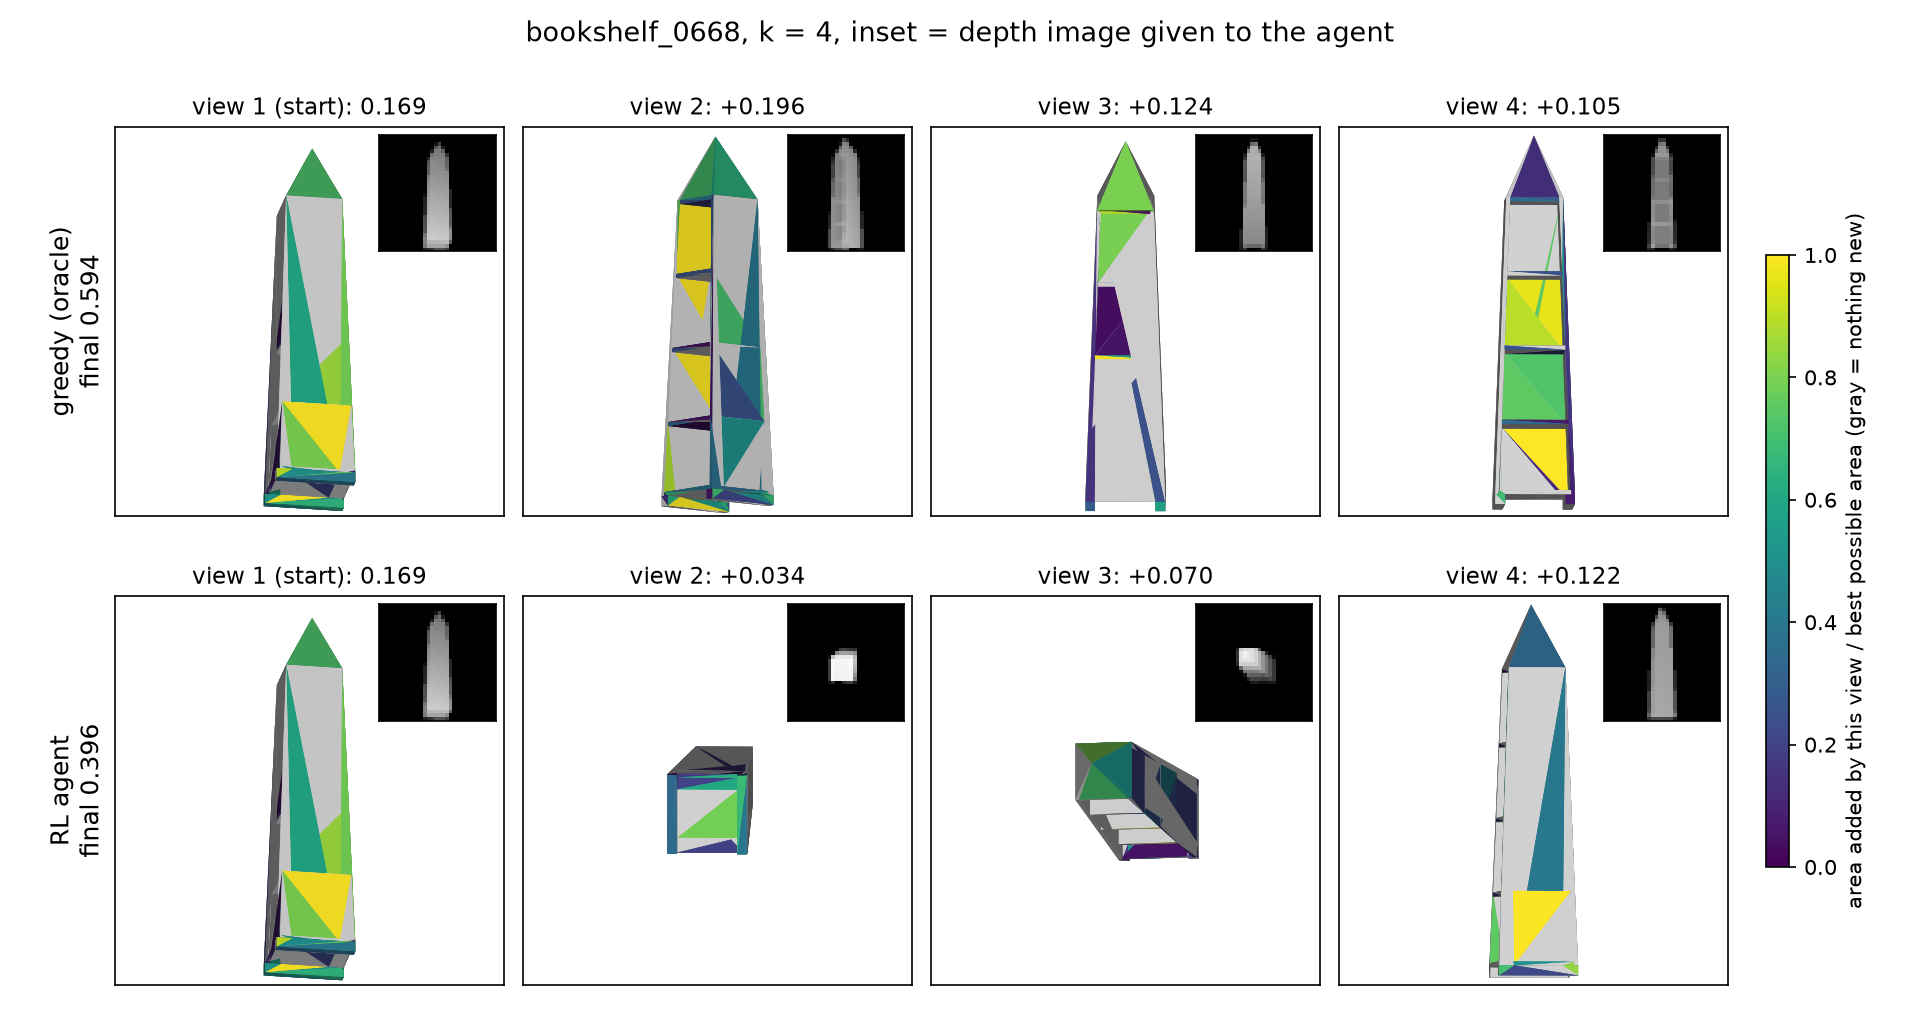 bookshelf_0668, k = 4, inset = depth image given to the agent
view 1 (start): 0.169
view 2: +0.196
view 3: +0.124
view 4: +0.105
greedy (oracle)
final 0.594
view 1 (start): 0.169
view 2: +0.034
view 3: +0.070
view 4: +0.122
RL agent
final 0.396
1.0
0.8
0.6
0.4
0.2
0.0
area added by this view / best possible area (gray = nothing new)